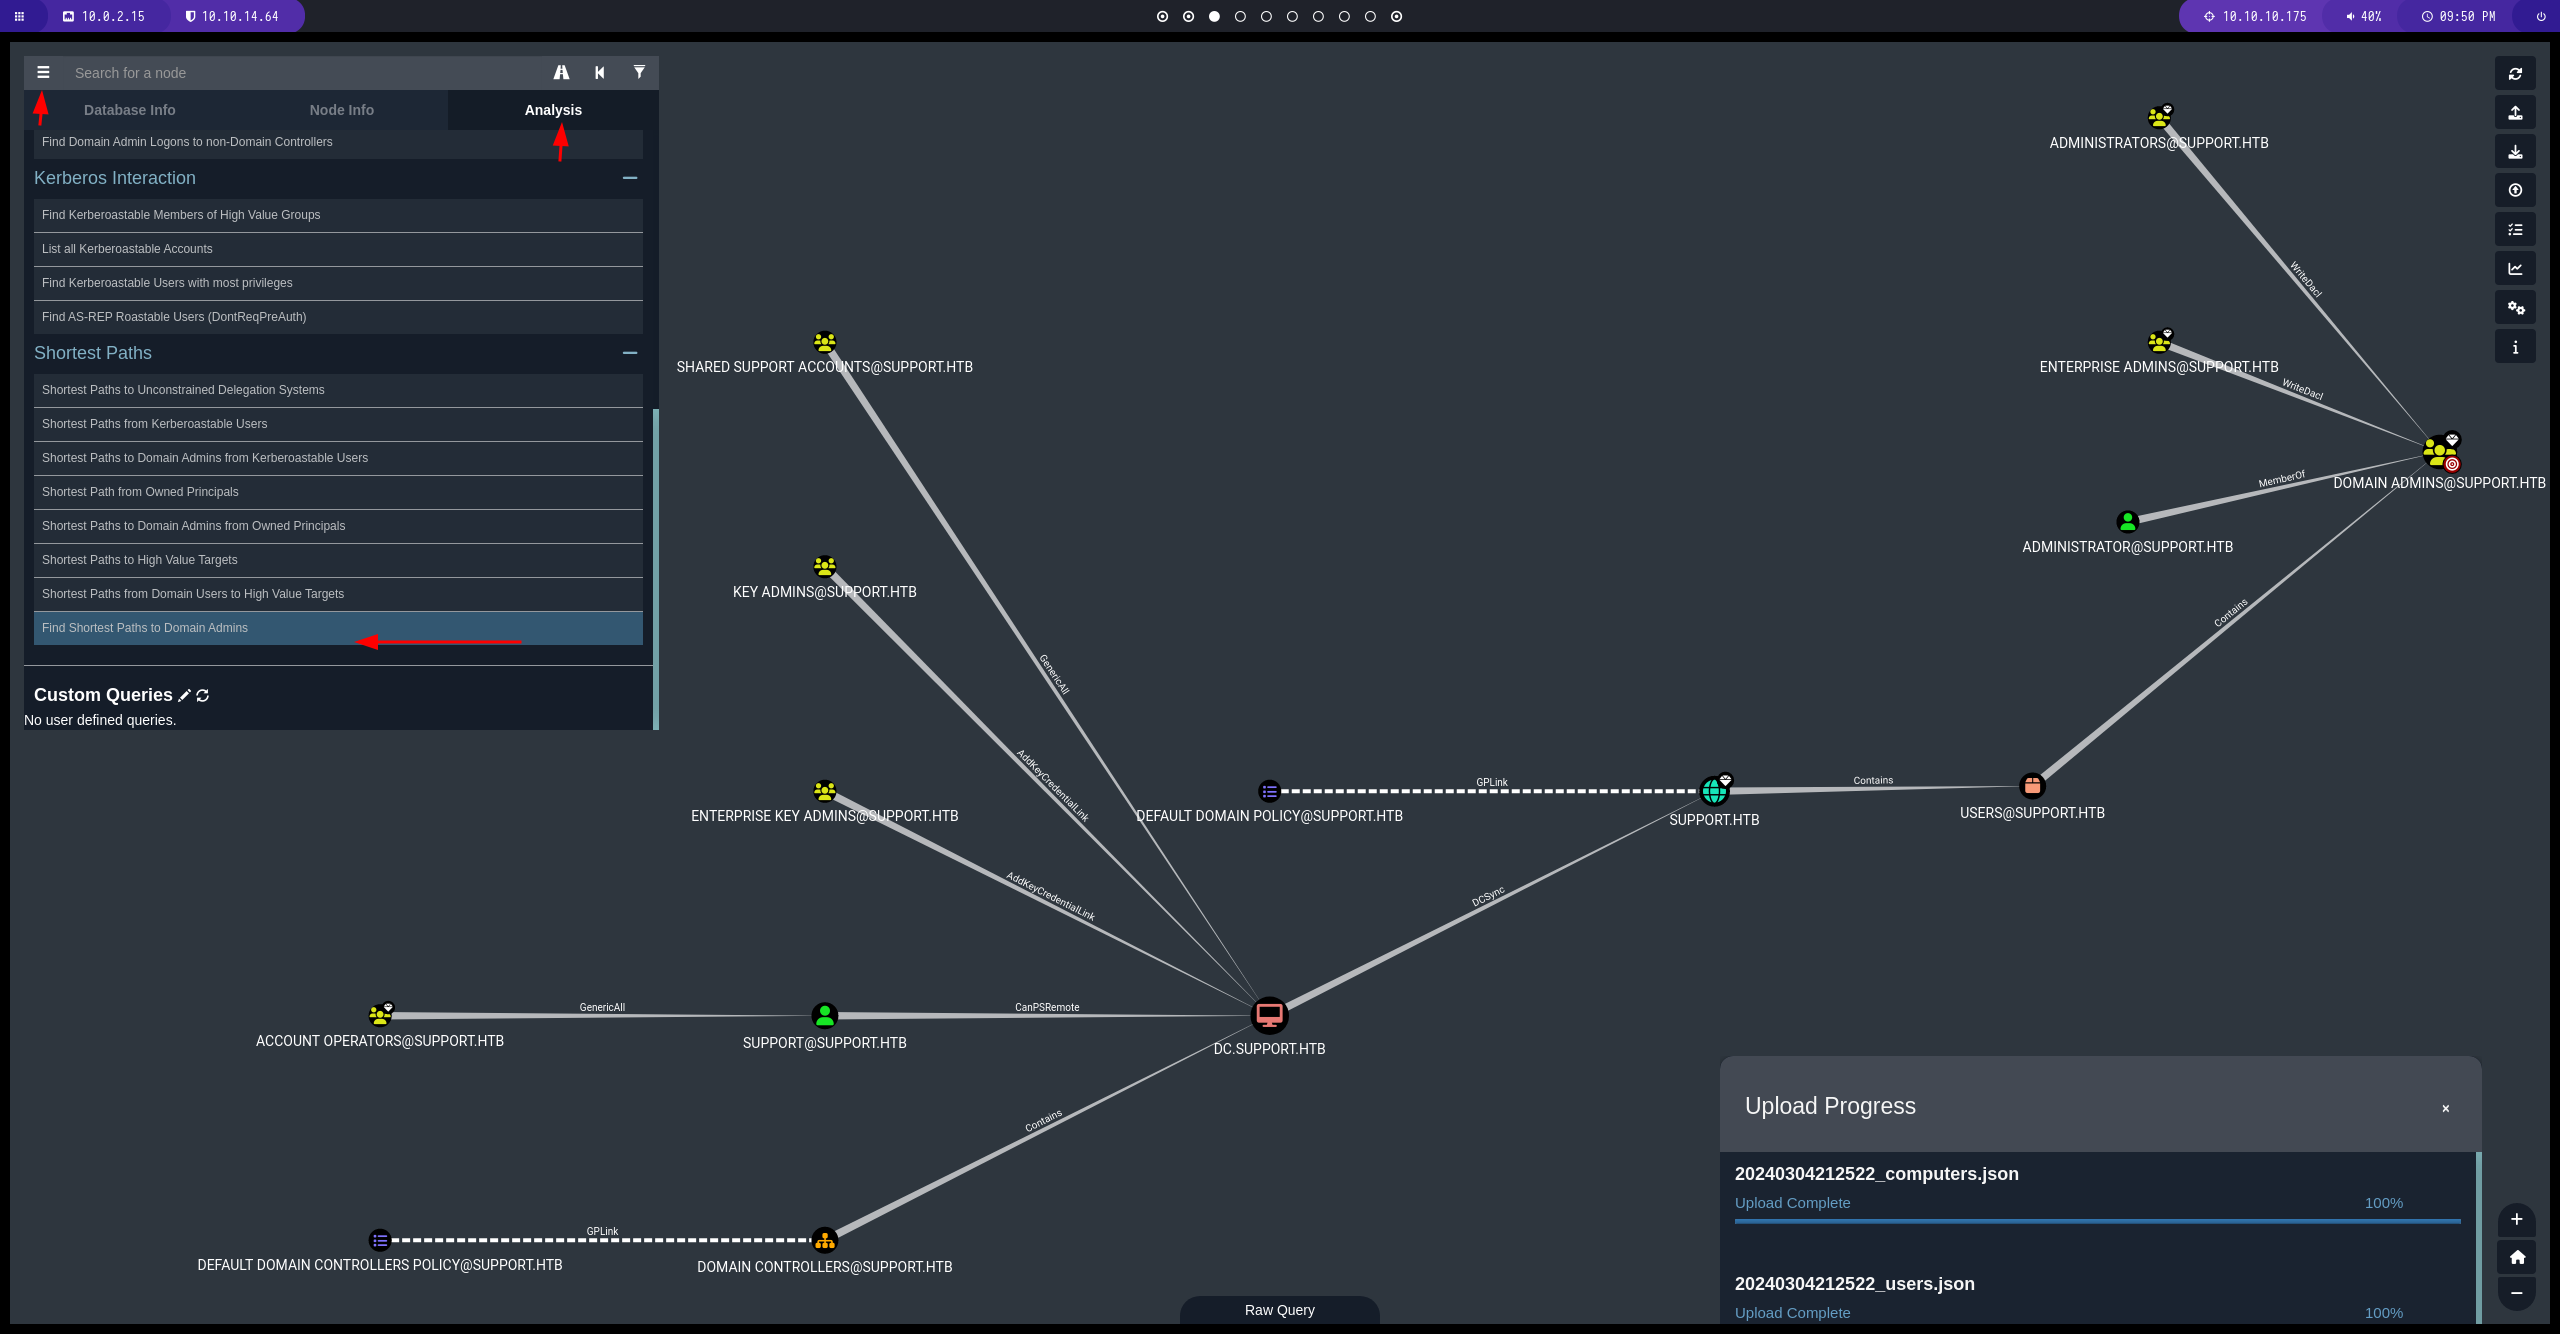 10.0.2.15 10.10.14.64 10.10.10.175 40% 09:50 PM
Search for a node
Database Info Node Info Analysis
Find Domain Admin Logons to non-Domain Controllers
Kerberos Interaction
Find Kerberoastable Members of High Value Groups
List all Kerberoastable Accounts
Find Kerberoastable Users with most privileges
Find AS-REP Roastable Users (DontReqPreAuth)
Shortest Paths
Shortest Paths to Unconstrained Delegation Systems
Shortest Paths from Kerberoastable Users
Shortest Paths to Domain Admins from Kerberoastable Users
Shortest Path from Owned Principals
Shortest Paths to Domain Admins from Owned Principals
Shortest Paths to High Value Targets
Shortest Paths from Domain Users to High Value Targets
Find Shortest Paths to Domain Admins
Custom Queries
No user defined queries.
ADMINISTRATORS@SUPPORT.HTB
WriteDacl
SHARED SUPPORT ACCOUNTS@SUPPORT.HTB
ENTERPRISE ADMINS@SUPPORT.HTB
WriteDacl
MemberOf
DOMAIN ADMINS@SUPPORT.HTB
ADMINISTRATOR@SUPPORT.HTB
KEY ADMINS@SUPPORT.HTB
Contains
GenericAll
AddKeyCredentialLink
GPLink
Contains
ENTERPRISE KEY ADMINS@SUPPORT.HTB
DEFAULT DOMAIN POLICY@SUPPORT.HTB
SUPPORT.HTB
USERS@SUPPORT.HTB
AddKeyCredentialLink
DCSync
GenericAll
CanPSRemote
ACCOUNT OPERATORS@SUPPORT.HTB
SUPPORT@SUPPORT.HTB
DC.SUPPORT.HTB
Contains
GPLink
DEFAULT DOMAIN CONTROLLERS POLICY@SUPPORT.HTB
DOMAIN CONTROLLERS@SUPPORT.HTB
Upload Progress
×
20240304212522_computers.json
Upload Complete 100%
20240304212522_users.json
Upload Complete 100%
Raw Query